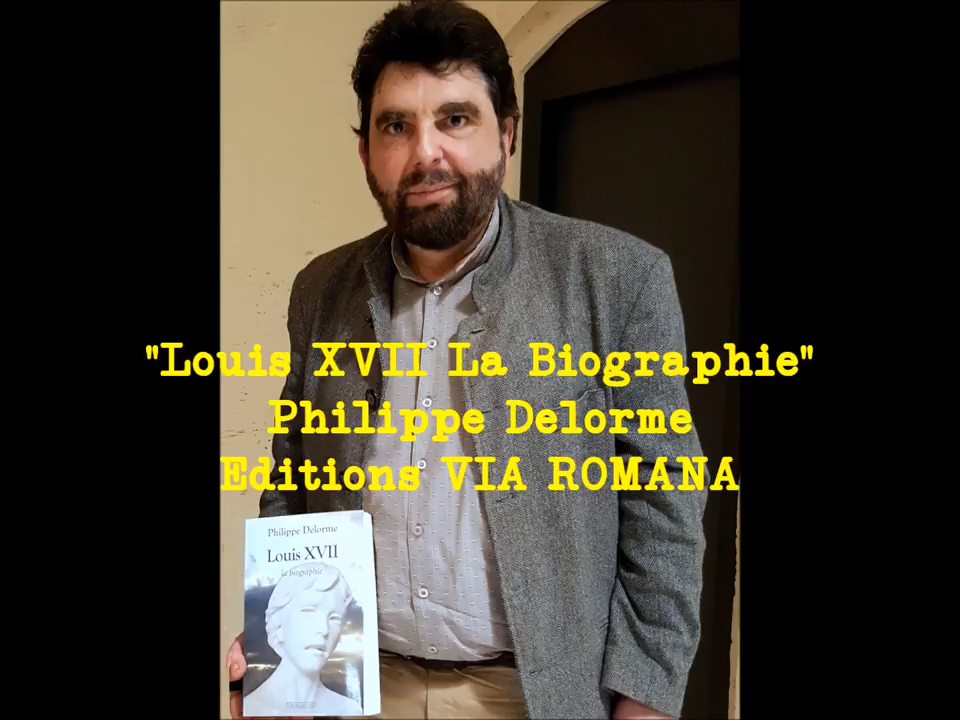 "Louis XVII La Biographie"
Philippe Delorme
Editions VIA ROMANA
Philippe Delorme
Louis XVII
la biographie